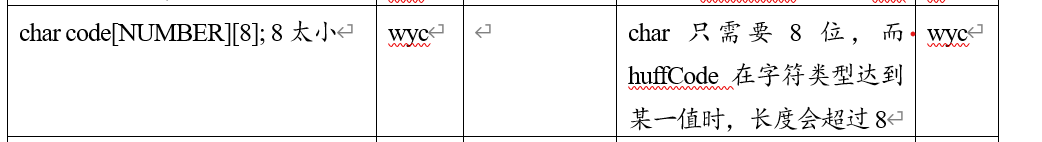 char code[NUMBER][8]; 8 太小
wyc
char 只需要 8 位，而
huffCode 在字符类型达到
某一值时，长度会超过 8
wyc